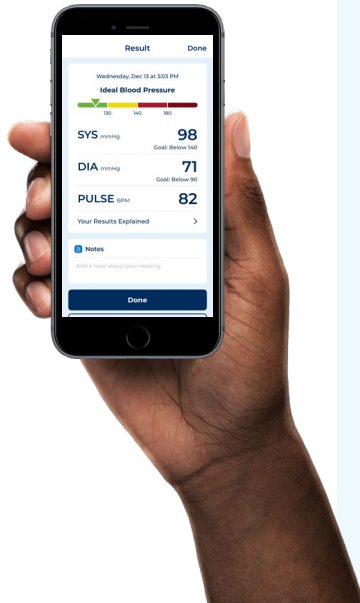 Result Done
Wednesday, Dec 13 at 3:03 PM
Ideal Blood Pressure
130 140 180
SYS mmHg 98
Goal: Below 140
DIA mmHg 71
Goal: Below 90
PULSE BPM 82
Your Results Explained >
Notes
Add a note about your reading.
Done